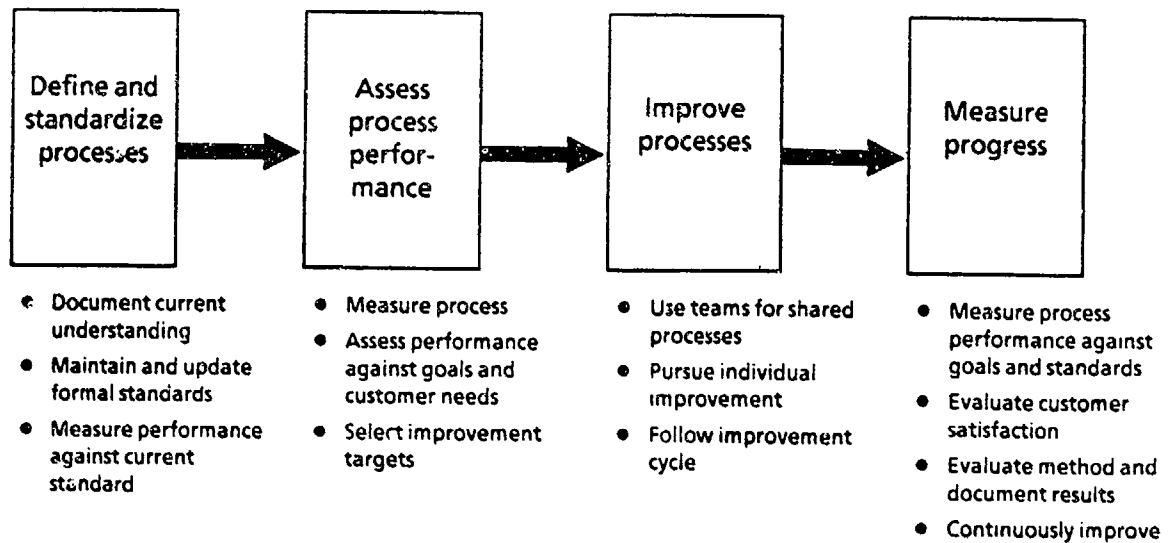 Define and
standardize
processes
Assess
process
perfor-
mance
Improve
processes
Measure
progress
• Document current
understanding
• Maintain and update
formal standards
• Measure performance
against current
standard
• Measure process
• Assess performance
against goals and
customer needs
• Select improvement
targets
• Use teams for shared
processes
• Pursue individual
improvement
• Follow improvement
cycle
• Measure process
performance against
goals and standards
• Evaluate customer
satisfaction
• Evaluate method and
document results
• Continuously improve